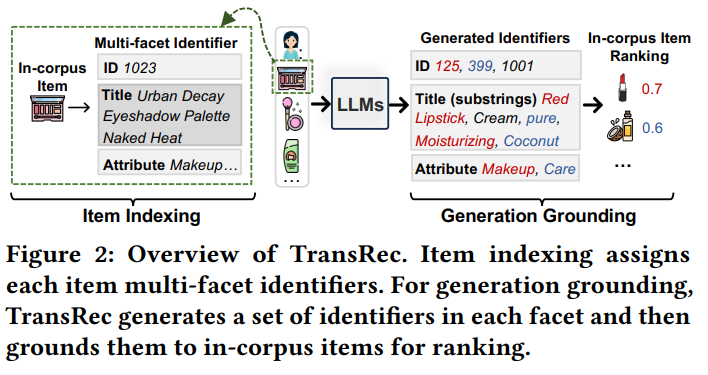 Multi-facet Identifier
In-corpus
Item
ID 1023
Title Urban Decay
Eyeshadow Palette
Naked Heat
Attribute Makeup...
Item Indexing
...
LLMs
Generated Identifiers
ID 125, 399, 1001
Title (substrings) Red
Lipstick, Cream, pure,
Moisturizing, Coconut
Attribute Makeup, Care
In-corpus Item
Ranking
0.7
0.6
...
Generation Grounding
Figure 2: Overview of TransRec. Item indexing assigns
each item multi-facet identifiers. For generation grounding,
TransRec generates a set of identifiers in each facet and then
grounds them to in-corpus items for ranking.